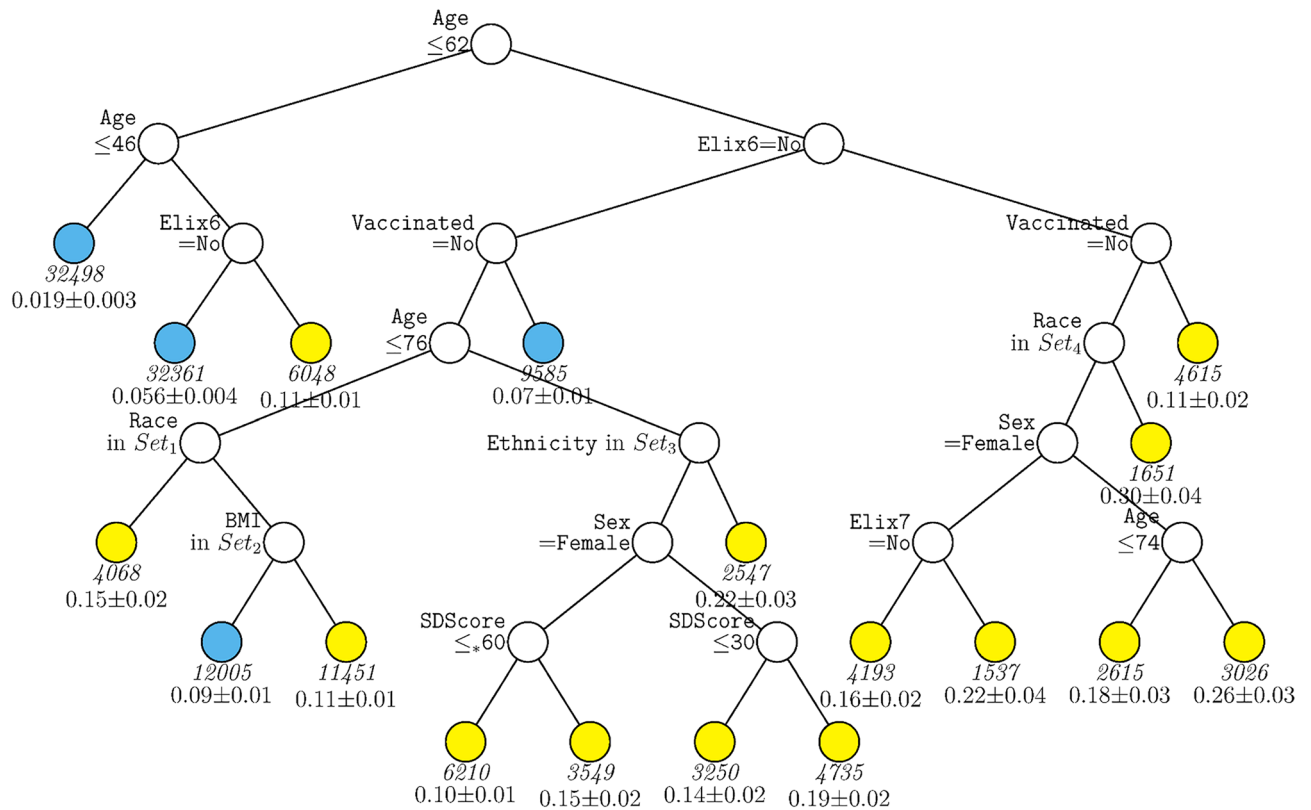 Age
≤62
Age
≤46
Elix6=No
Elix6
=No
Vaccinated
=No
Vaccinated
=No
32498
0.019±0.003
Age
≤76
Race
in Set₄
32361
0.056±0.004
6048
0.11±0.01
9585
0.07±0.01
4615
0.11±0.02
Race
in Set₁
Ethnicity in Set₃
Sex
=Female
1651
0.30±0.04
BMI
in Set₂
Sex
=Female
Elix7
=No
Age
≤74
4068
0.15±0.02
2547
0.22±0.03
SDScore
≤*60
SDScore
≤30
12005
0.09±0.01
11451
0.11±0.01
4193
0.16±0.02
1537
0.22±0.04
2615
0.18±0.03
3026
0.26±0.03
6210
0.10±0.01
3549
0.15±0.02
3250
0.14±0.02
4735
0.19±0.02